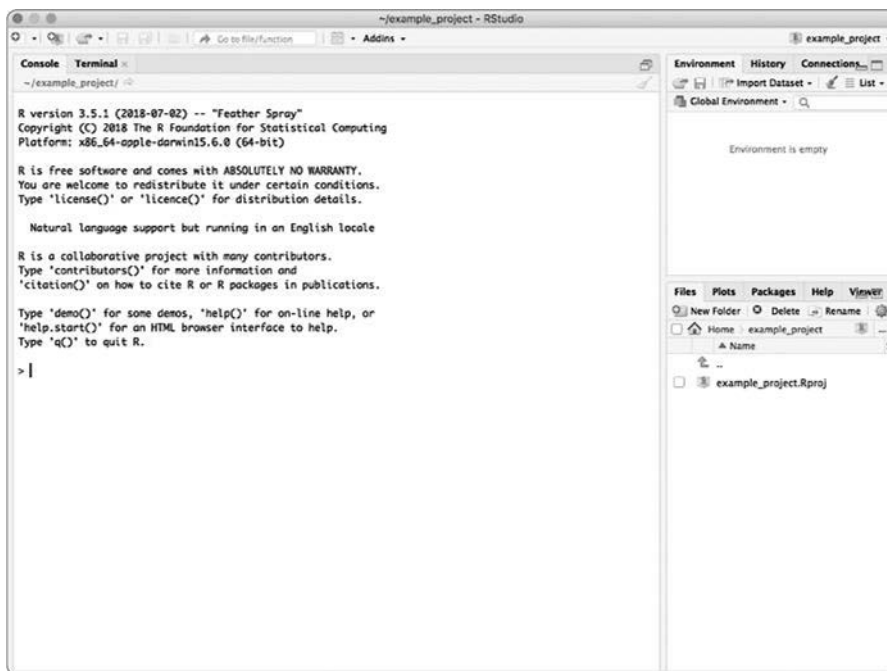 ~/example_project - RStudio
Go to file/function
Addins
example_project
Console Terminal
~/example_project/
R version 3.5.1 (2018-07-02) -- "Feather Spray"
Copyright (C) 2018 The R Foundation for Statistical Computing
Platform: x86_64-apple-darwin15.6.0 (64-bit)
R is free software and comes with ABSOLUTELY NO WARRANTY.
You are welcome to redistribute it under certain conditions.
Type 'license()' or 'licence()' for distribution details.
Natural language support but running in an English locale
R is a collaborative project with many contributors.
Type 'contributors()' for more information and
'citation()' on how to cite R or R packages in publications.
Type 'demo()' for some demos, 'help()' for on-line help, or
'help.start()' for an HTML browser interface to help.
Type 'q()' to quit R.
>
Environment History Connections
Import Dataset List
Global Environment
Environment is empty
Files Plots Packages Help Viewer
New Folder Delete Rename
Home example_project ...
Name
..
example_project.Rproj